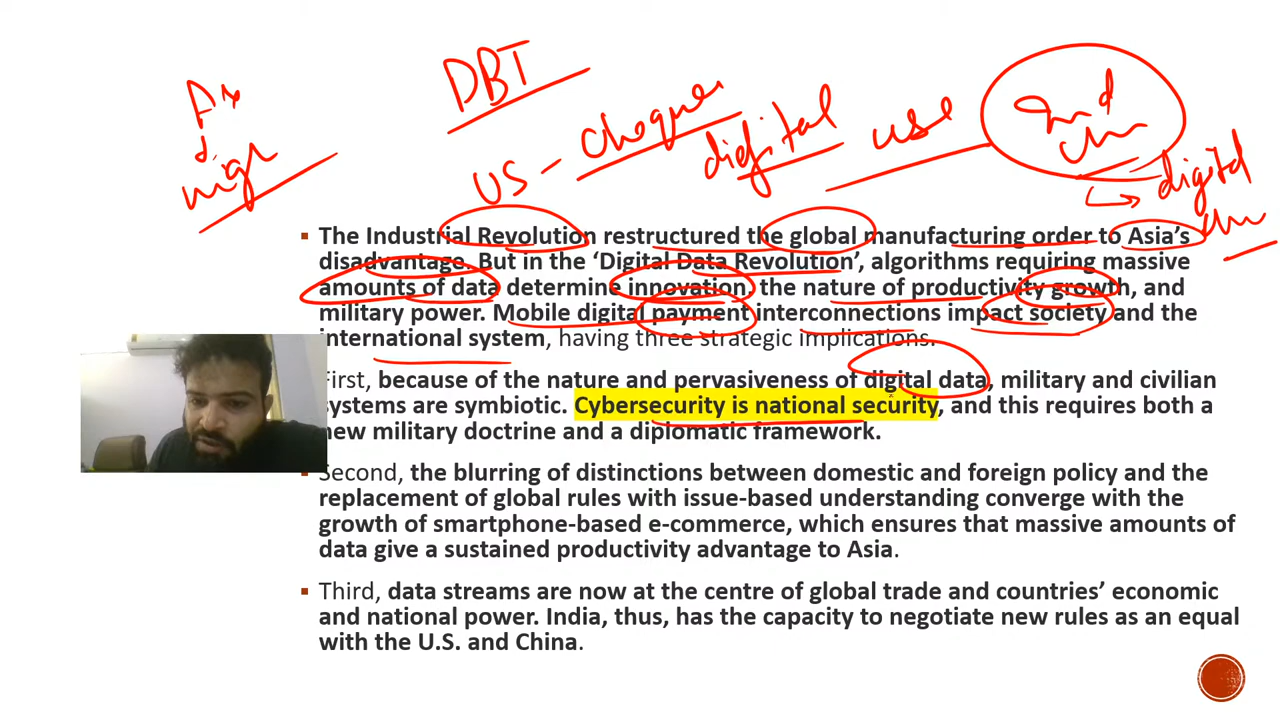 DBT
US - cheques
digital
use
digital
The Industrial Revolution restructured the global manufacturing order to Asia's
disadvantage. But in the 'Digital Data Revolution', algorithms requiring massive
amounts of data determine innovation, the nature of productivity growth, and
military power. Mobile digital payment interconnections impact society and the
international system, having three strategic implications.
First, because of the nature and pervasiveness of digital data, military and civilian
systems are symbiotic. Cybersecurity is national security, and this requires both a
new military doctrine and a diplomatic framework.
Second, the blurring of distinctions between domestic and foreign policy and the
replacement of global rules with issue-based understanding converge with the
growth of smartphone-based e-commerce, which ensures that massive amounts of
data give a sustained productivity advantage to Asia.
Third, data streams are now at the centre of global trade and countries' economic
and national power. India, thus, has the capacity to negotiate new rules as an equal
with the U.S. and China.